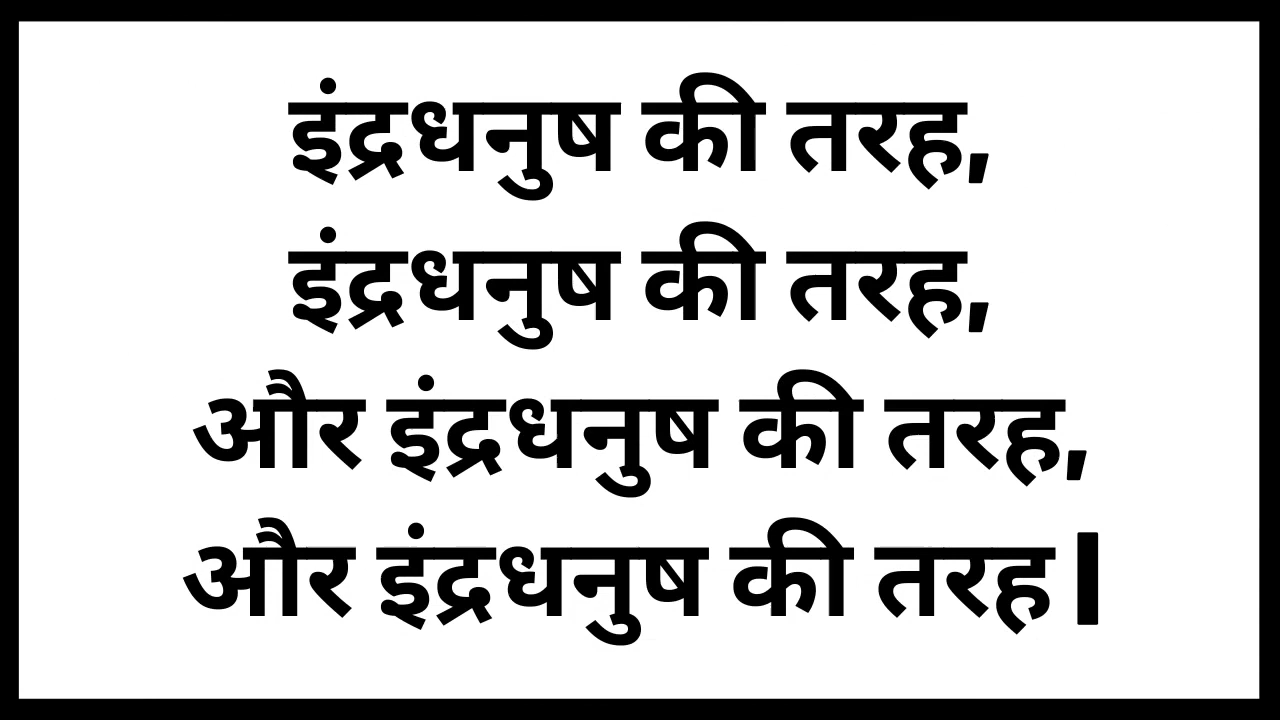 इंद्रधनुष की तरह,
इंद्रधनुष की तरह,
और इंद्रधनुष की तरह,
और इंद्रधनुष की तरह।